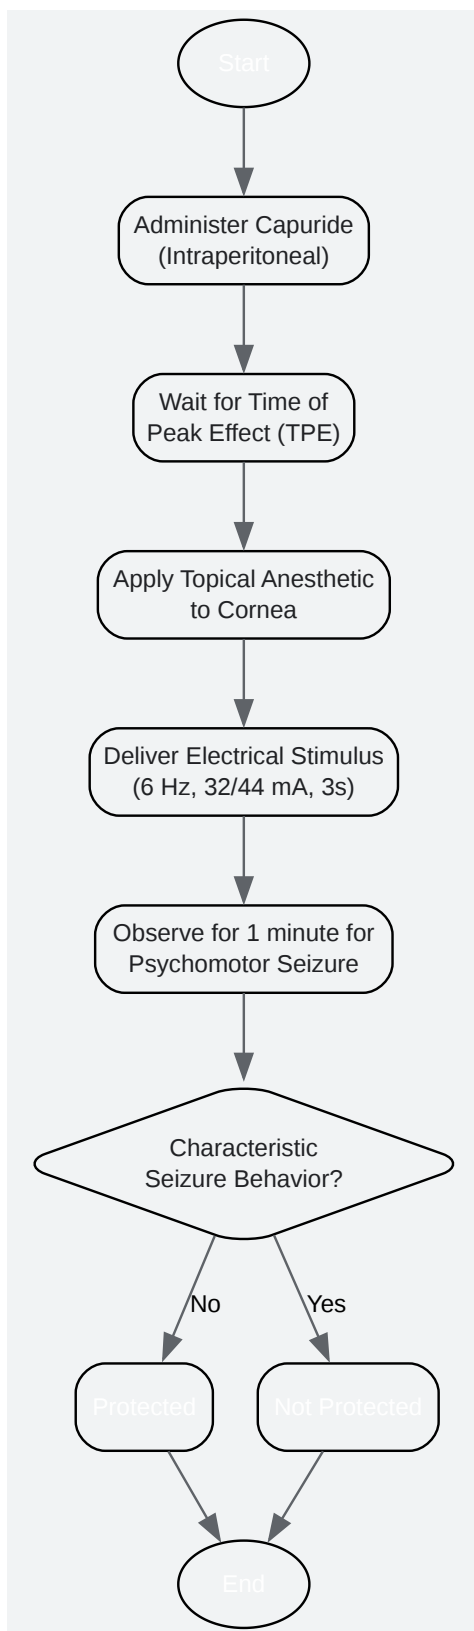 Start
Administer Capuride
(Intraperitoneal)
Wait for Time of
Peak Effect (TPE)
Apply Topical Anesthetic
to Cornea
Deliver Electrical Stimulus
(6 Hz, 32/44 mA, 3s)
Observe for 1 minute for
Psychomotor Seizure
Characteristic
Seizure Behavior?
No
Yes
Protected
Not Protected
End